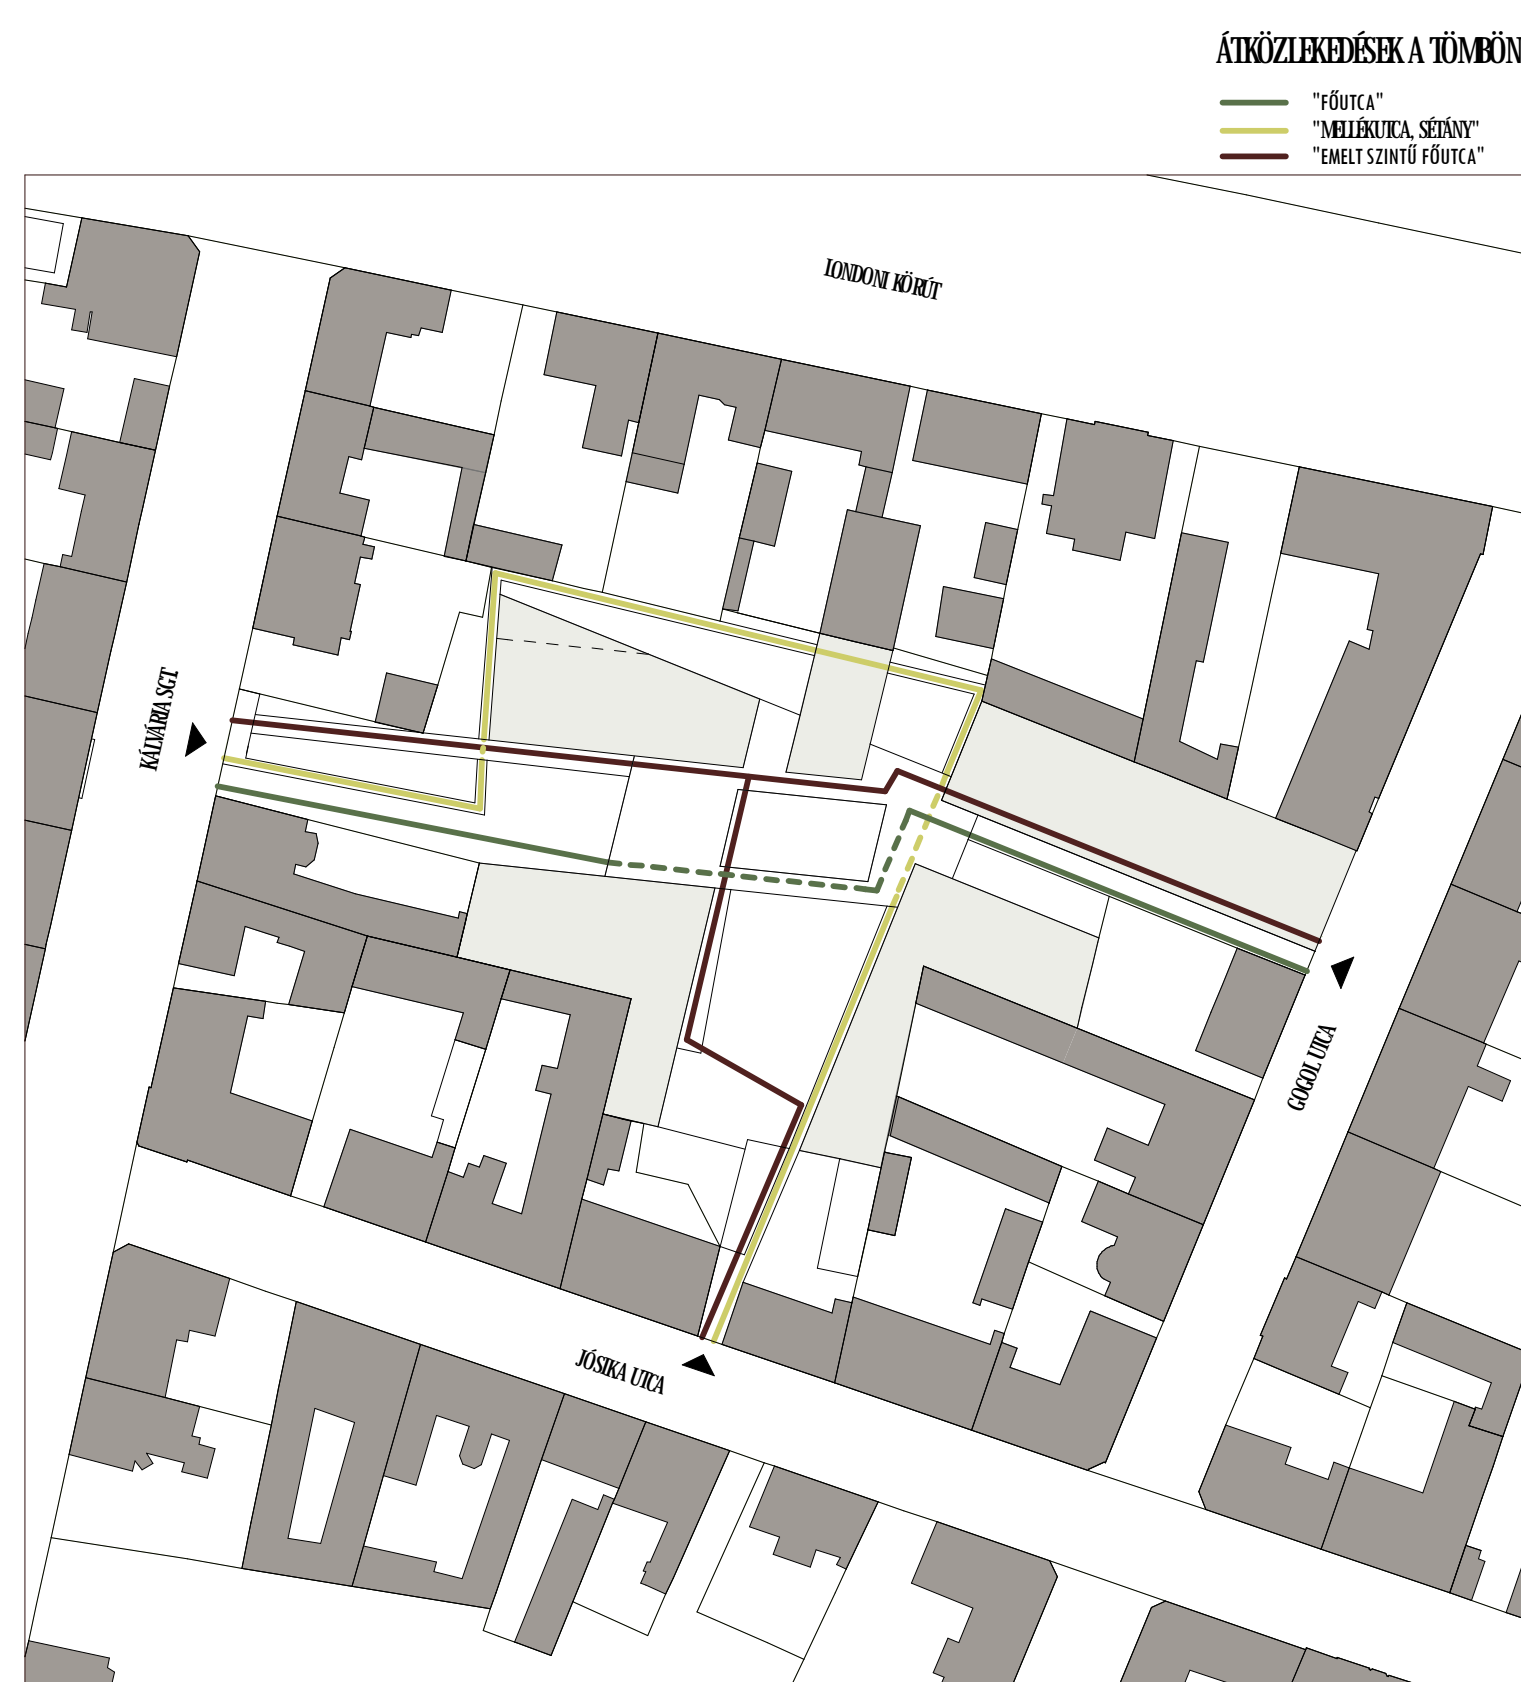 ÁTKÖZLEKEDÉSEK A TÖMBÖN
"FŐUTCA"
"MELLÉKUTCA, SÉTÁNY"
"EMELT SZINTŰ FŐUTCA"
LONDONI KÖRÚT
KÁLVÁRIA SGT.
GOGOL UTCA
JÓSIKA UTCA